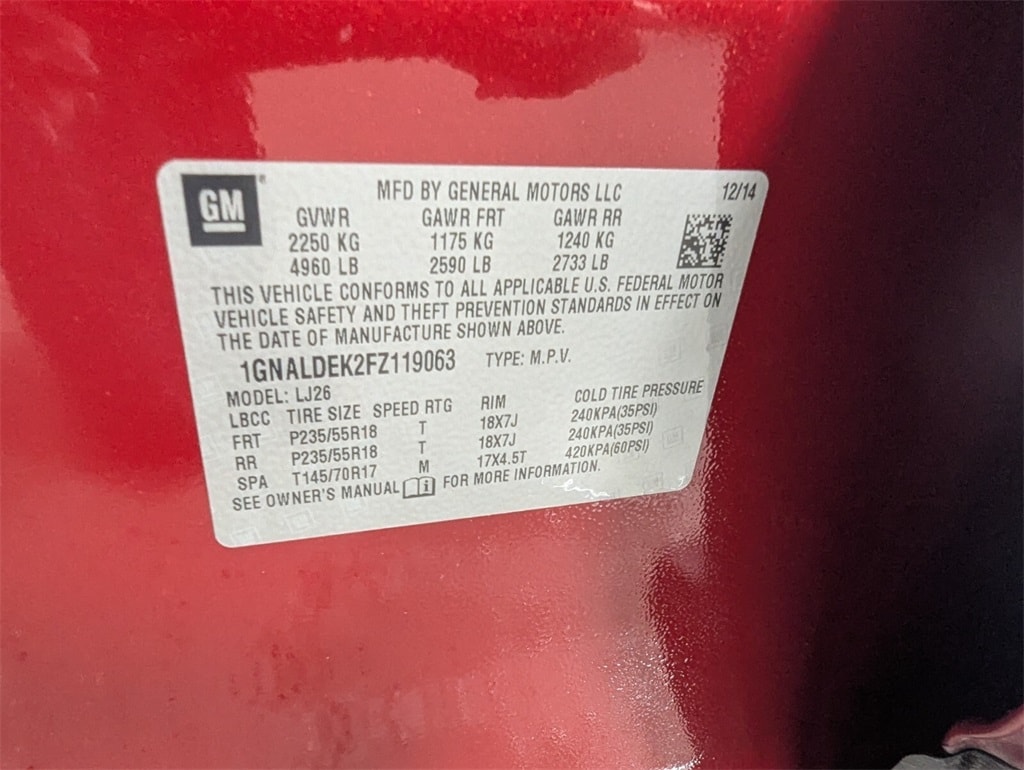 GM
MFD BY GENERAL MOTORS LLC 12/14
GVWR GAWR FRT GAWR RR
2250 KG 1175 KG 1240 KG
4960 LB 2590 LB 2733 LB
THIS VEHICLE CONFORMS TO ALL APPLICABLE U.S. FEDERAL MOTOR
VEHICLE SAFETY AND THEFT PREVENTION STANDARDS IN EFFECT ON
THE DATE OF MANUFACTURE SHOWN ABOVE.
1GNALDEK2FZ119063 TYPE: M.P.V.
MODEL: LJ26
LBCC TIRE SIZE SPEED RTG RIM COLD TIRE PRESSURE
FRT P235/55R18 T 18X7J 240KPA(35PSI)
RR P235/55R18 T 18X7J 240KPA(35PSI)
SPA T145/70R17 M 17X4.5T 420KPA(60PSI)
SEE OWNER'S MANUAL i FOR MORE INFORMATION.